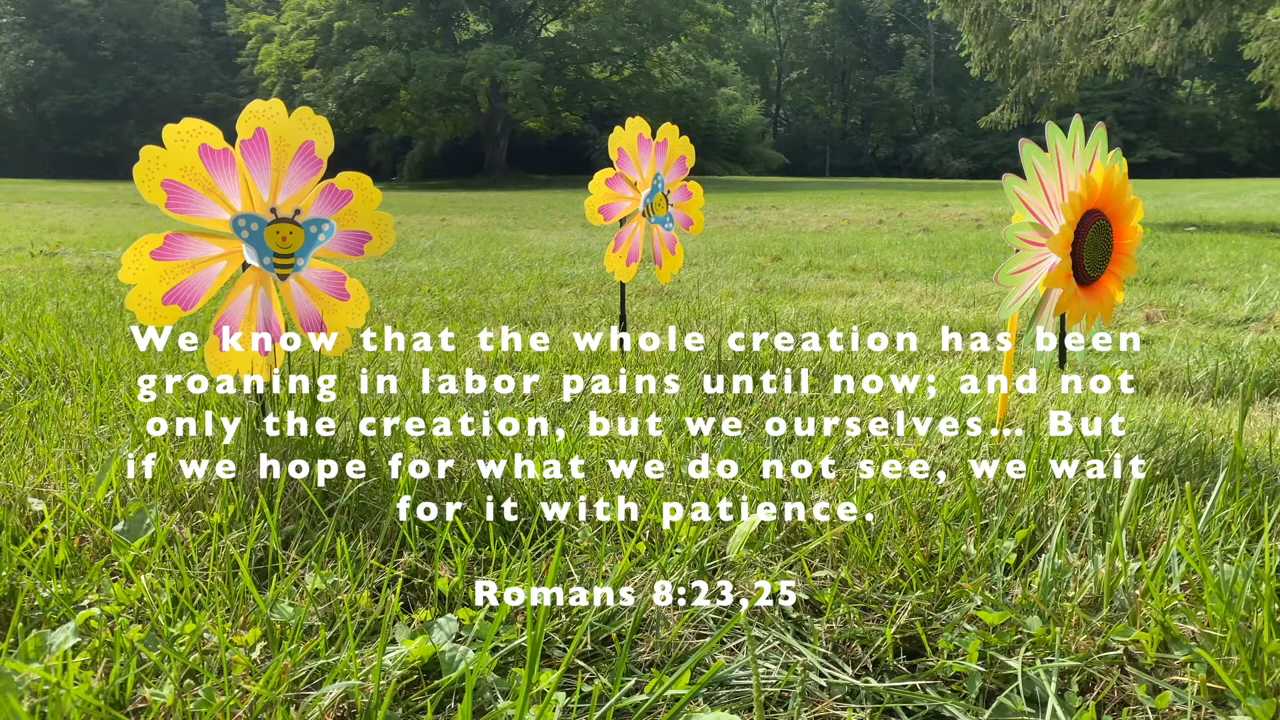 We know that the whole creation has been
groaning in labor pains until now; and not
only the creation, but we ourselves... But
if we hope for what we do not see, we wait
for it with patience.
Romans 8:23,25